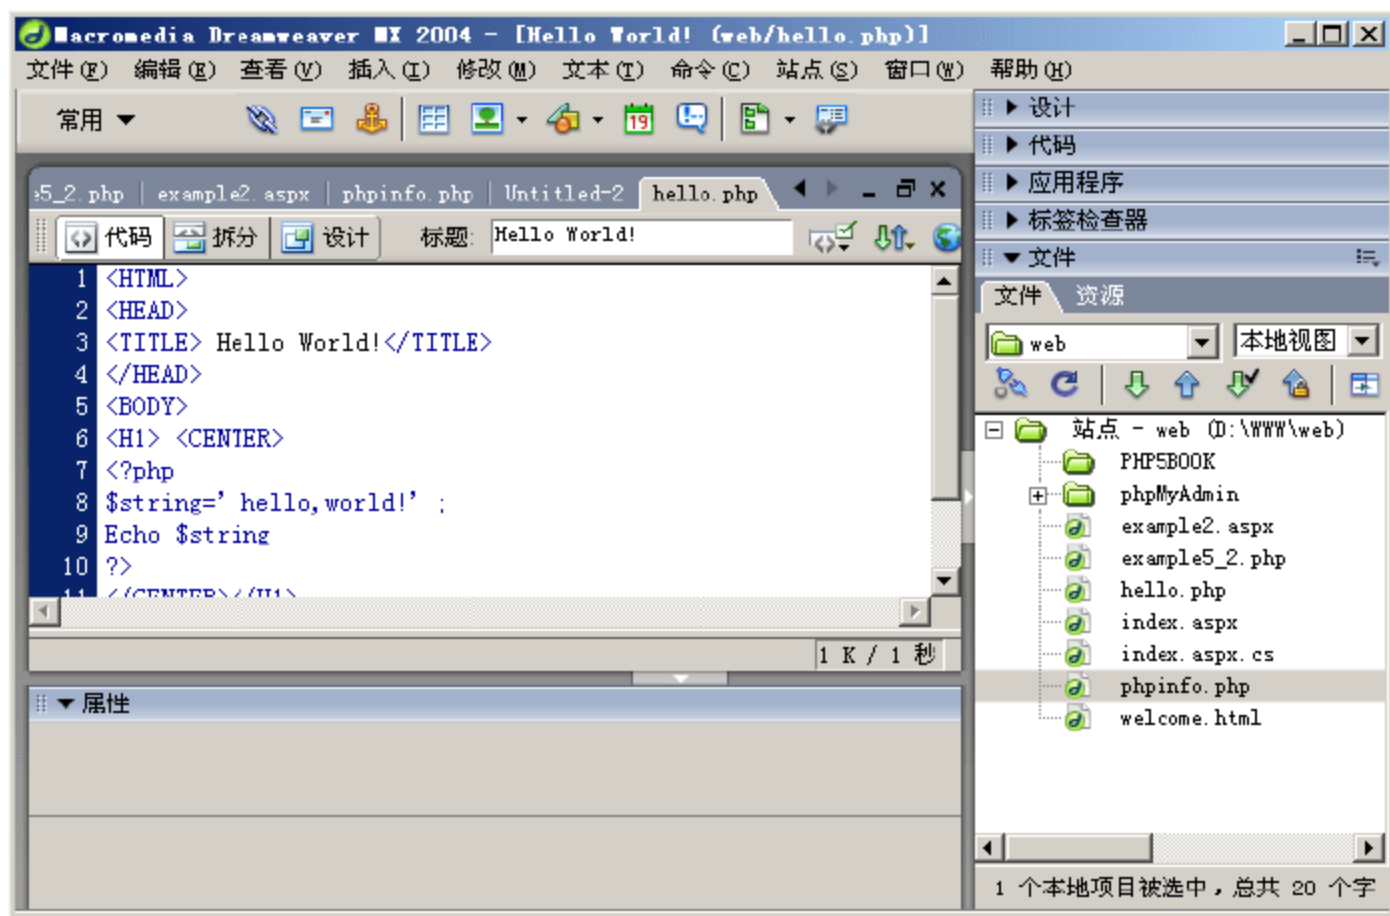 Macromedia Dreamweaver MX 2004 - [Hello World! (web/hello.php)]
文件(F) 编辑(E) 查看(V) 插入(I) 修改(M) 文本(T) 命令(C) 站点(S) 窗口(W) 帮助(H)
常用
19
e5_2.php example2.aspx phpinfo.php Untitled-2 hello.php
代码 拆分 设计 标题: Hello World!
1 <HTML>
2 <HEAD>
3 <TITLE> Hello World!</TITLE>
4 </HEAD>
5 <BODY>
6 <H1> <CENTER>
7 <?php
8 $string=’ hello,world!’ ;
9 Echo $string
10 ?>
11 </CENTER></H1>
1 K / 1 秒
属性
设计
代码
应用程序
标签检查器
文件
文件 资源
web 本地视图
站点 - web (D:\WWW\web)
PHP5BOOK
phpMyAdmin
example2.aspx
example5_2.php
hello.php
index.aspx
index.aspx.cs
phpinfo.php
welcome.html
1 个本地项目被选中，总共 20 个字